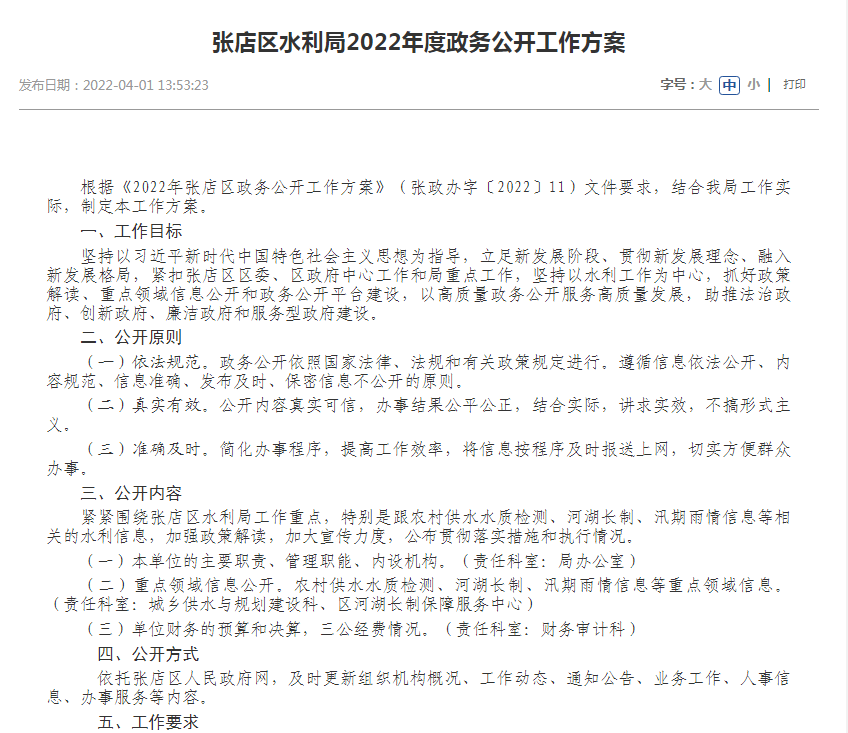 张店区水利局2022年度政务公开工作方案
发布日期：2022-04-01 13:53:23
字号：大 中 小 | 打印
根据《2022年张店区政务公开工作方案》（张政办字〔2022〕11）文件要求，结合我局工作实
际，制定本工作方案。
一、工作目标
坚持以习近平新时代中国特色社会主义思想为指导，立足新发展阶段、贯彻新发展理念、融入
新发展格局，紧扣张店区区委、区政府中心工作和局重点工作，坚持以水利工作为中心，抓好政策
解读、重点领域信息公开和政务公开平台建设，以高质量政务公开服务高质量发展，助推法治政
府、创新政府、廉洁政府和服务型政府建设。
二、公开原则
（一）依法规范。政务公开依照国家法律、法规和有关政策规定进行。遵循信息依法公开、内
容规范、信息准确、发布及时、保密信息不公开的原则。
（二）真实有效。公开内容真实可信，办事结果公平公正，结合实际，讲求实效，不搞形式主
义。
（三）准确及时。简化办事程序，提高工作效率，将信息按程序及时报送上网，切实方便群众
办事。
三、公开内容
紧紧围绕张店区水利局工作重点，特别是跟农村供水水质检测、河湖长制、汛期雨情信息等相
关的水利信息，加强政策解读，加大宣传力度，公布贯彻落实措施和执行情况。
（一）本单位的主要职责、管理职能、内设机构。（责任科室：局办公室）
（二）重点领域信息公开。农村供水水质检测、河湖长制、汛期雨情信息等重点领域信息。
（责任科室：城乡供水与规划建设科、区河湖长制保障服务中心）
（三）单位财务的预算和决算，三公经费情况。（责任科室：财务审计科）
四、公开方式
依托张店区人民政府网，及时更新组织机构概况、工作动态、通知公告、业务工作、人事信
息、办事服务等内容。
五、工作要求